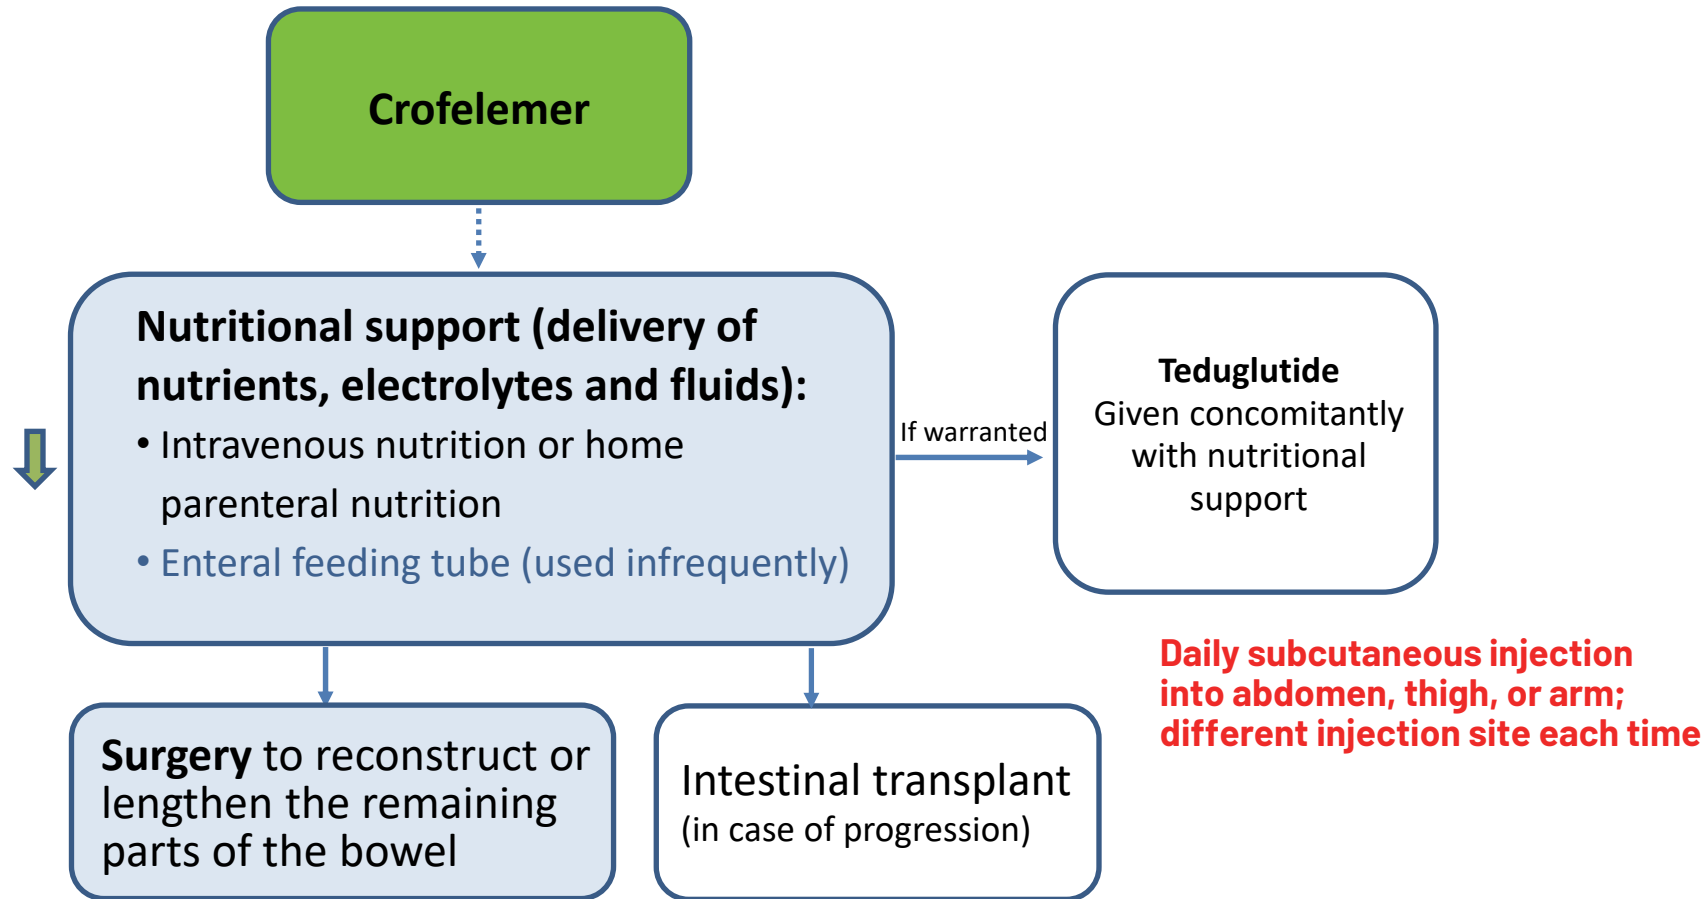 Crofelemer
Nutritional support (delivery of
nutrients, electrolytes and fluids):
• Intravenous nutrition or home
parenteral nutrition
• Enteral feeding tube (used infrequently)
If warranted
Teduglutide
Given concomitantly
with nutritional
support
Daily subcutaneous injection
into abdomen, thigh, or arm;
different injection site each time
Surgery to reconstruct or
lengthen the remaining
parts of the bowel
Intestinal transplant
(in case of progression)